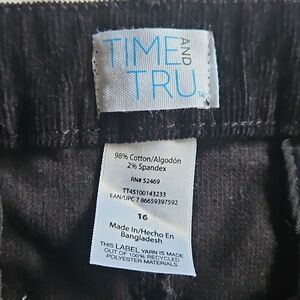 TIME AND
TRU
98% Cotton/Algodón
2% Spandex
RN# 52469
TT45100143233
EAN/UPC 7 86659397592
16
Made In/Hecho En
Bangladesh
THIS LABEL YARN IS MADE
OUT OF 100% RECYCLED
POLYESTER MATERIALS